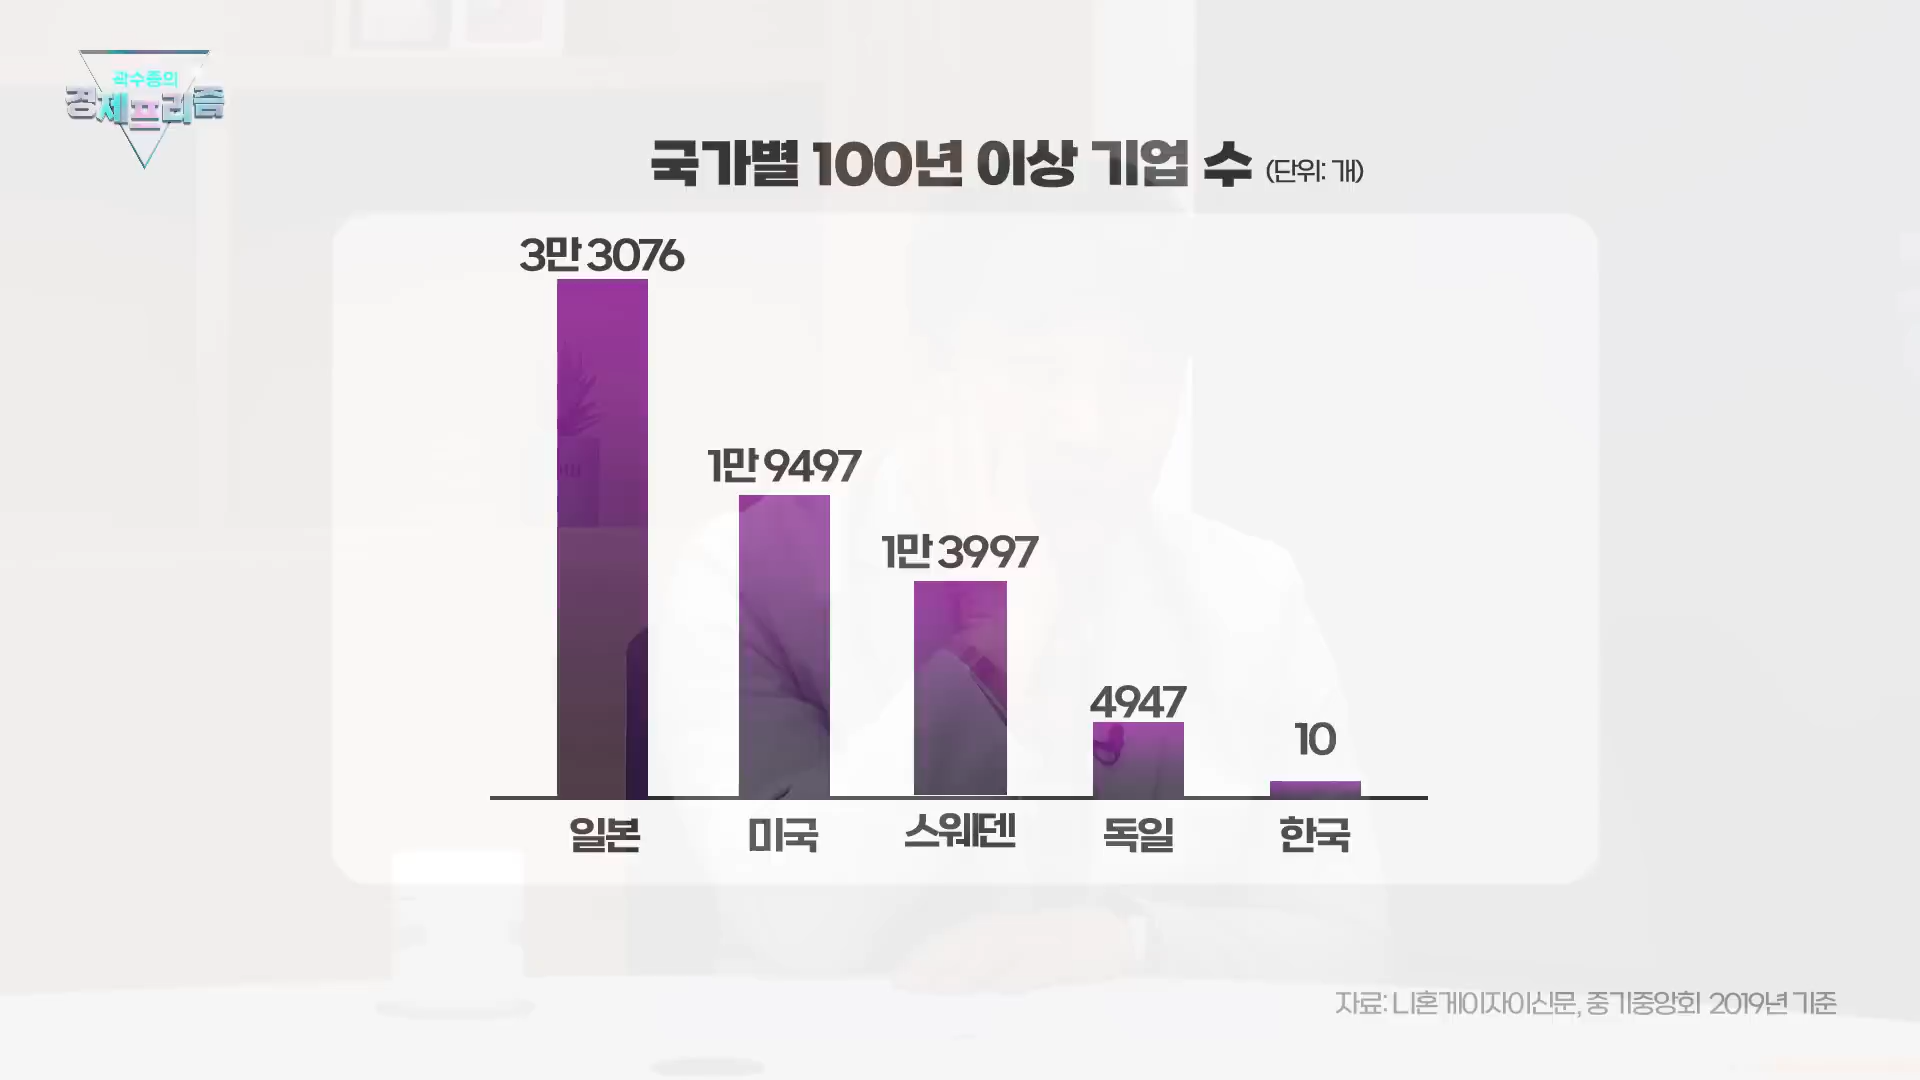 곽수종의
경제프리즘
국가별 100년 이상 기업 수 (단위: 개)
3만 3076
1만 9497
1만 3997
4947
10
일본
미국
스웨덴
독일
한국
자료: 니혼게이자이신문, 중기중앙회 2019년 기준